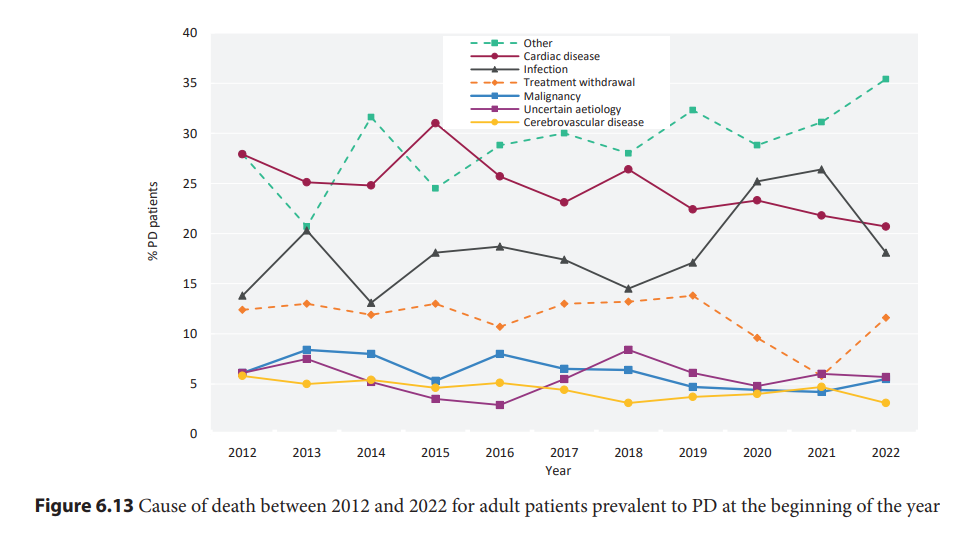 40
Other
Cardiac disease
Infection
35
Treatment withdrawal
Malignancy
Uncertain aetiology
Cerebrovascular disease
30
25
% PD patients
20
15
10
5
0
2012 2013 2014 2015 2016 2017 2018 2019 2020 2021 2022
Year
Figure 6.13 Cause of death between 2012 and 2022 for adult patients prevalent to PD at the beginning of the year